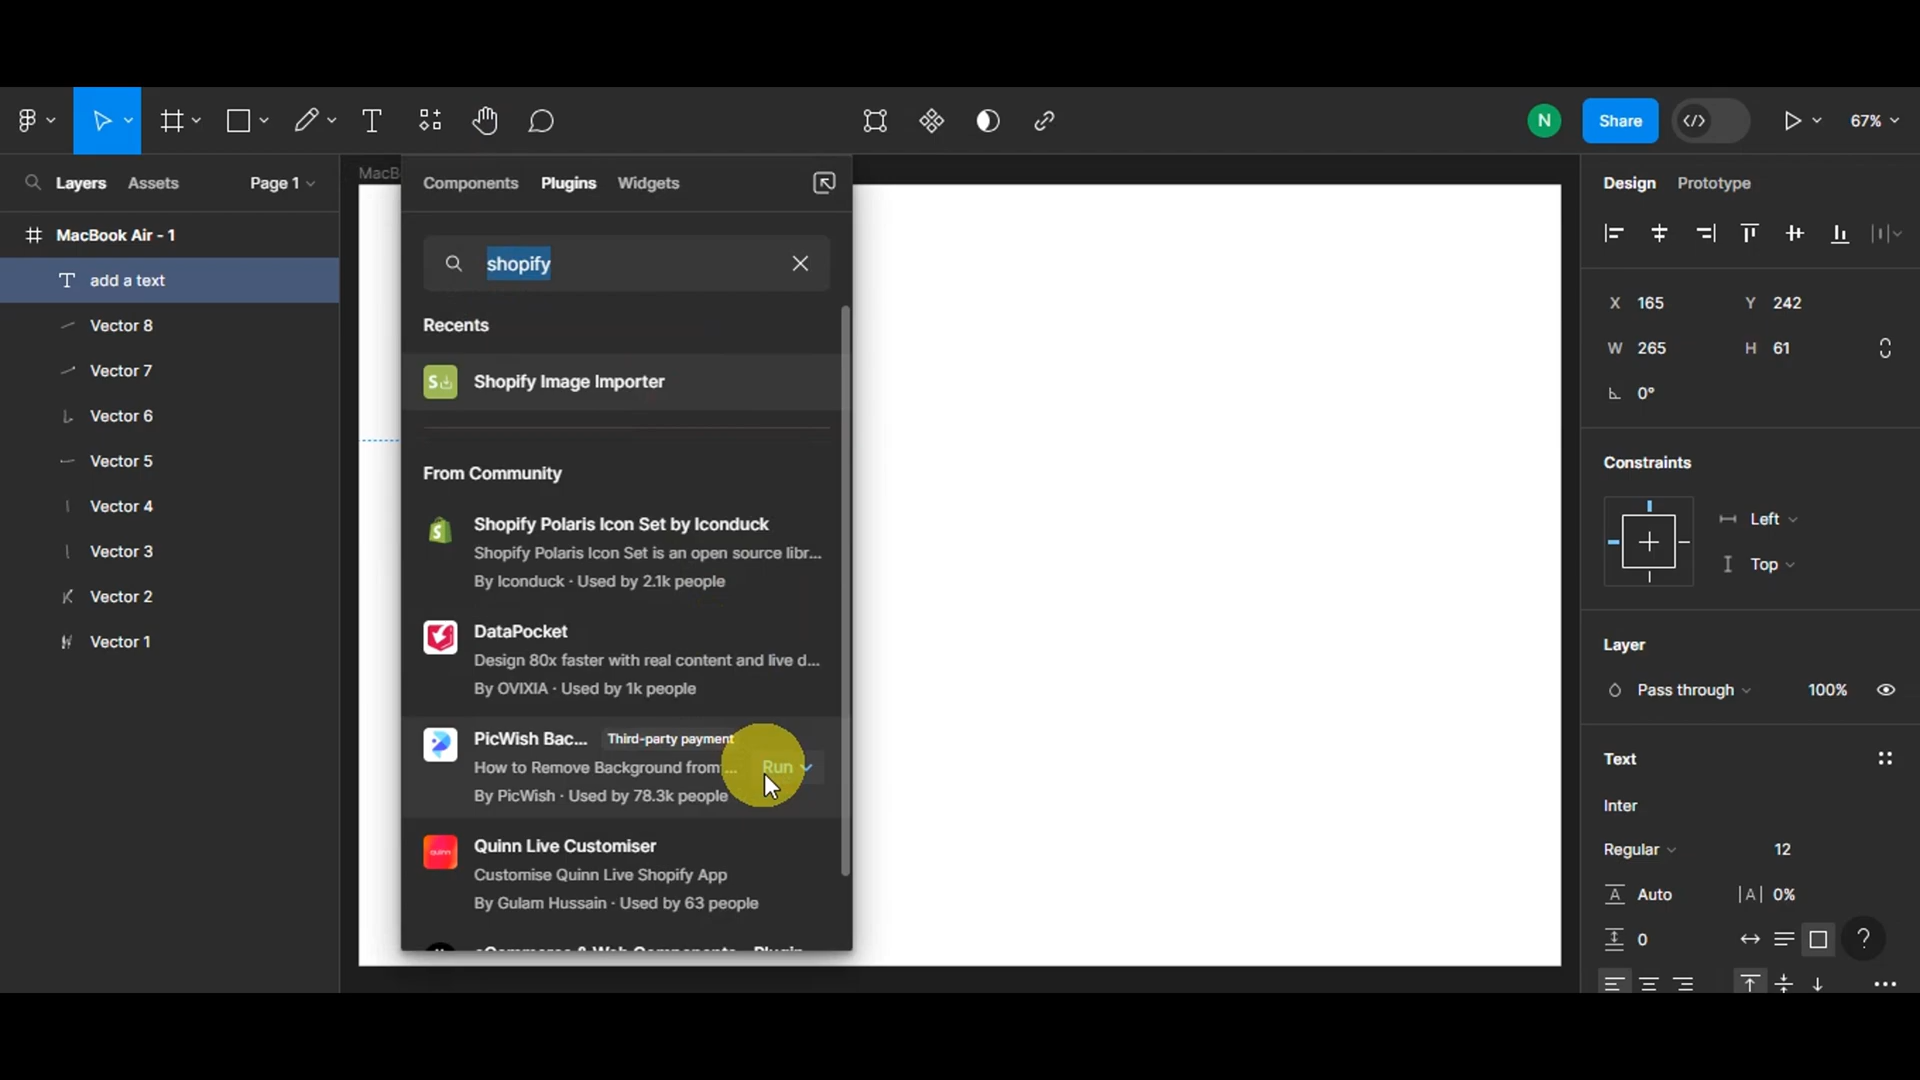 N
Share
67%
Layers
Assets
Page 1
Components
Plugins
Widgets
Design
Prototype
MacBook Air - 1
add a text
Vector 8
Vector 7
Vector 6
Vector 5
Vector 4
Vector 3
Vector 2
Vector 1
shopify
Recents
Shopify Image Importer
From Community
Shopify Polaris Icon Set by Iconduck
Shopify Polaris Icon Set is an open source libr...
By Iconduck · Used by 2.1k people
DataPocket
Design 80x faster with real content and live d...
By OVIXIA · Used by 1k people
PicWish Bac... Third-party payment
How to Remove Background from ... Run
By PicWish · Used by 78.3k people
Quinn Live Customiser
Customise Quinn Live Shopify App
By Gulam Hussain · Used by 63 people
eCommerce & Web Components - Plugin
X 165 Y 242
W 265 H 61
0°
Constraints
Left
Top
Layer
Pass through 100%
Text
Inter
Regular 12
Auto |A| 0%
0
?